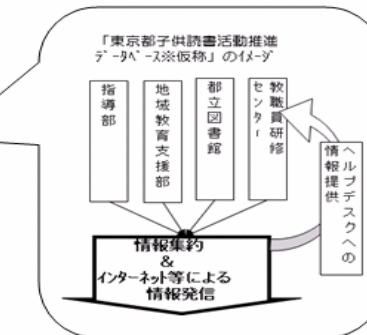 「東京都子供読書活動推進
ﾃﾞｰﾀﾍﾞｰｽ※仮称」のｲﾒｰｼﾞ
指導部
地域教育支援部
都立図書館
教職員研修
センター
ヘルプデスクへの
情報提供
情報集約
&
ｲﾝﾀｰﾈｯﾄ等による
情報発信